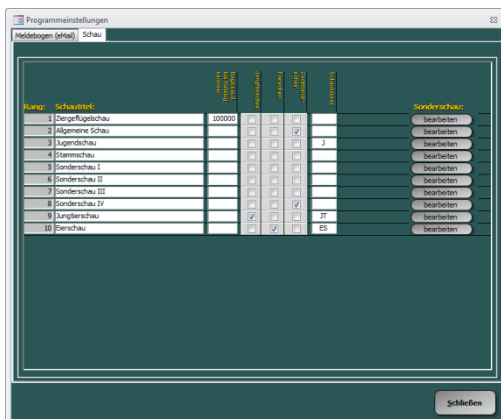 Programmeinstellungen
Meldebogen (eMail) Schau
Rang: Schautitel: Jungtierschau Eierschau Sonderschau:
1 Ziergeflügelschau 100000 bearbeiten
2 Allgemeine Schau bearbeiten
3 Jugendschau J bearbeiten
4 Stammschau bearbeiten
5 Sonderschau I bearbeiten
6 Sonderschau II bearbeiten
7 Sonderschau III bearbeiten
8 Sonderschau IV bearbeiten
9 Jungtierschau JT bearbeiten
10 Eierschau ES bearbeiten
Schließen